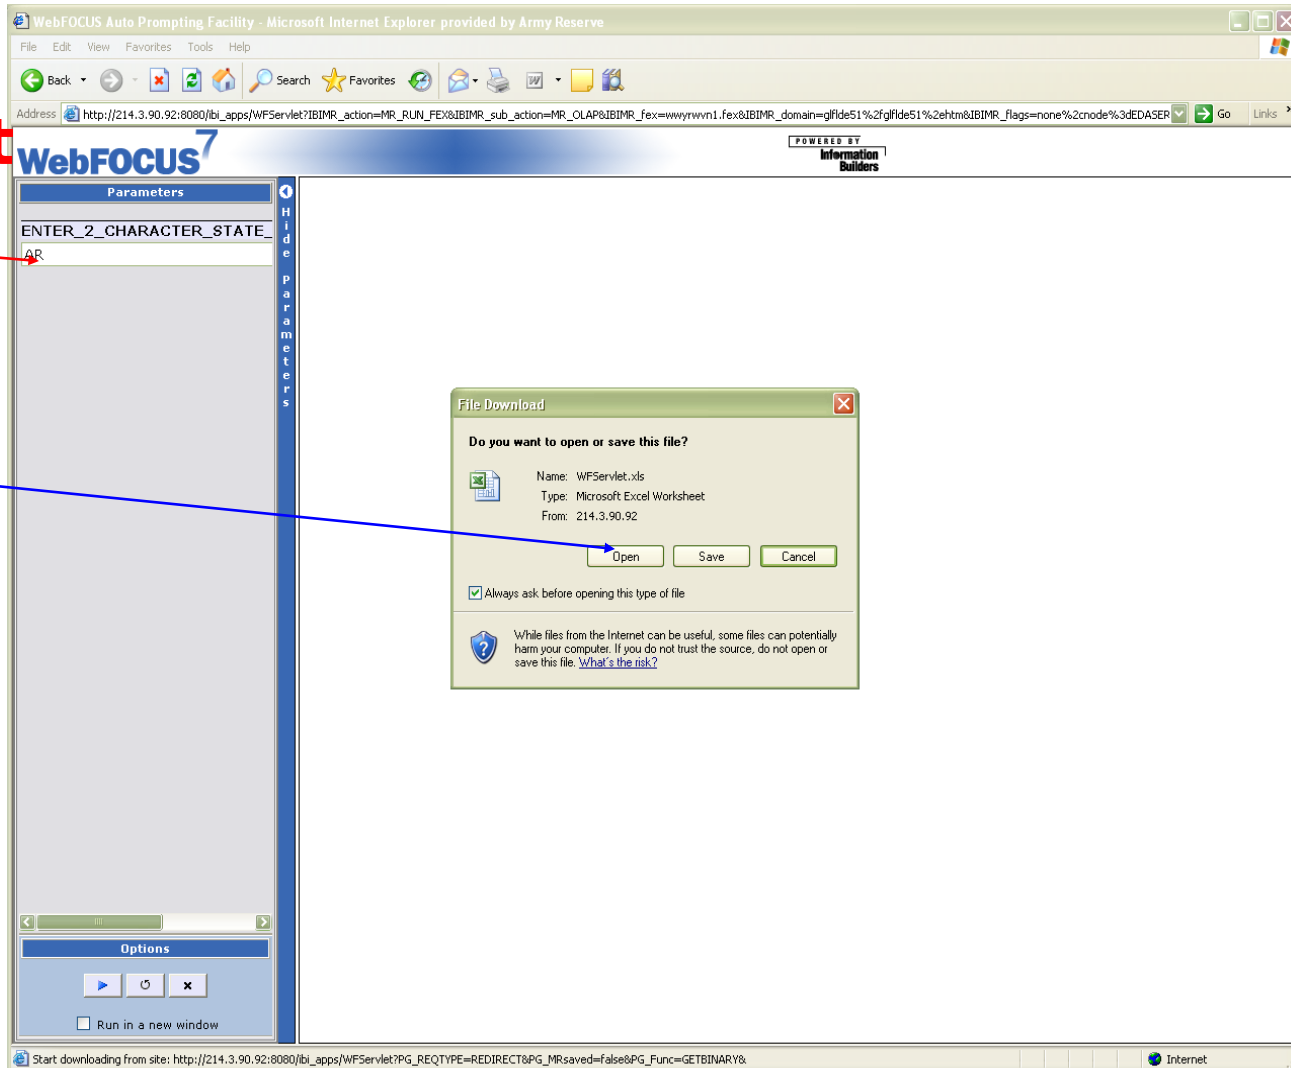 WebFOCUS Auto Prompting Facility - Microsoft Internet Explorer provided by Army Reserve
File Edit View Favorites Tools Help
Back Search Favorites
Address http://214.3.90.92:8080/ibi_apps/WFServlet?IBIMR_action=MR_RUN_FEX&IBIMR_sub_action=MR_OLAP&IBIMR_fex=wwyrwvn1.fex&IBIMR_domain=glflde51%2fglflde51%2ehtm&IBIMR_flags=none%2cnode%3dEDASER Go Links
WebFOCUS 7
POWERED BY
Information
Builders
Parameters
Hide Parameters
ENTER_2_CHARACTER_STATE_
AR
File Download
Do you want to open or save this file?
Name: WFServlet.xls
Type: Microsoft Excel Worksheet
From: 214.3.90.92
Open Save Cancel
Always ask before opening this type of file
While files from the Internet can be useful, some files can potentially
harm your computer. If you do not trust the source, do not open or
save this file. What's the risk?
Options
Run in a new window
Start downloading from site: http://214.3.90.92:8080/ibi_apps/WFServlet?PG_REQTYPE=REDIRECT&PG_MRsaved=false&PG_Func=GETBINARY& Internet